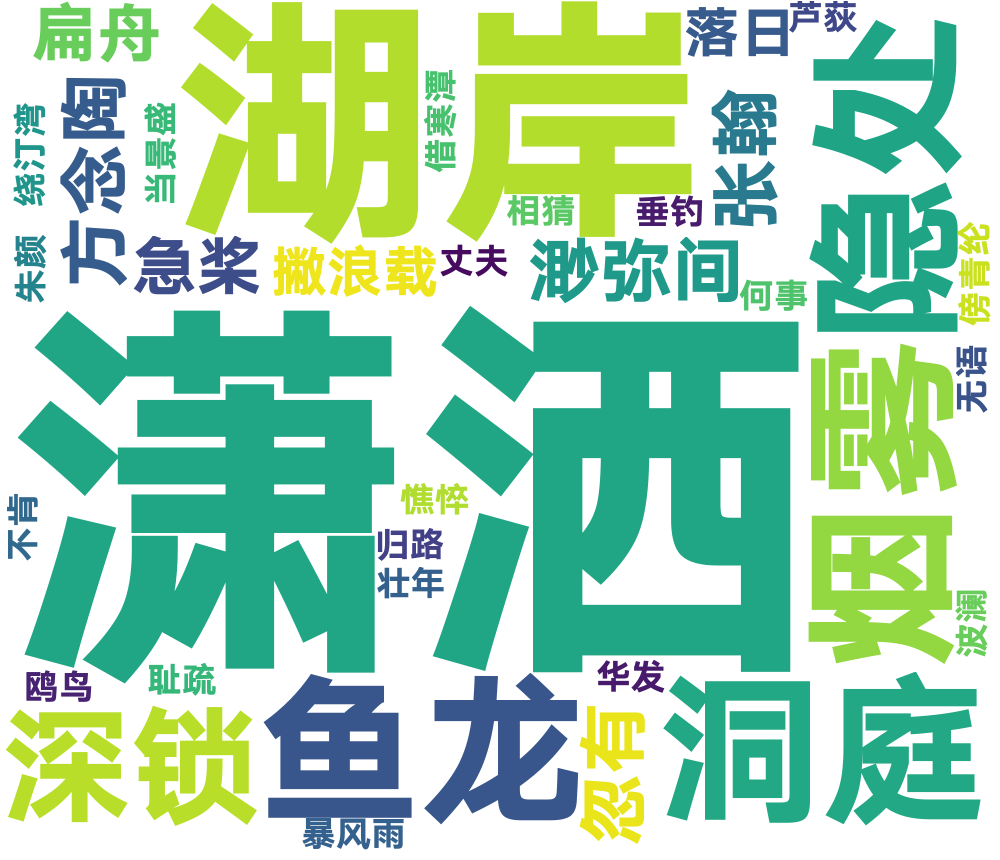 扁舟
湖岸
落日
芦荻
隐处
绕汀湾
方念陶
当景盛
借寒潭
张翰
相猜
垂钓
朱颜
急桨
撇浪载
丈夫
渺弥间
何事
傍青纶
潇洒
烟雾
无语
不肯
憔悴
归路
壮年
波澜
鸥鸟
耻疏
华发
深锁
鱼龙
忽有
洞庭
暴风雨